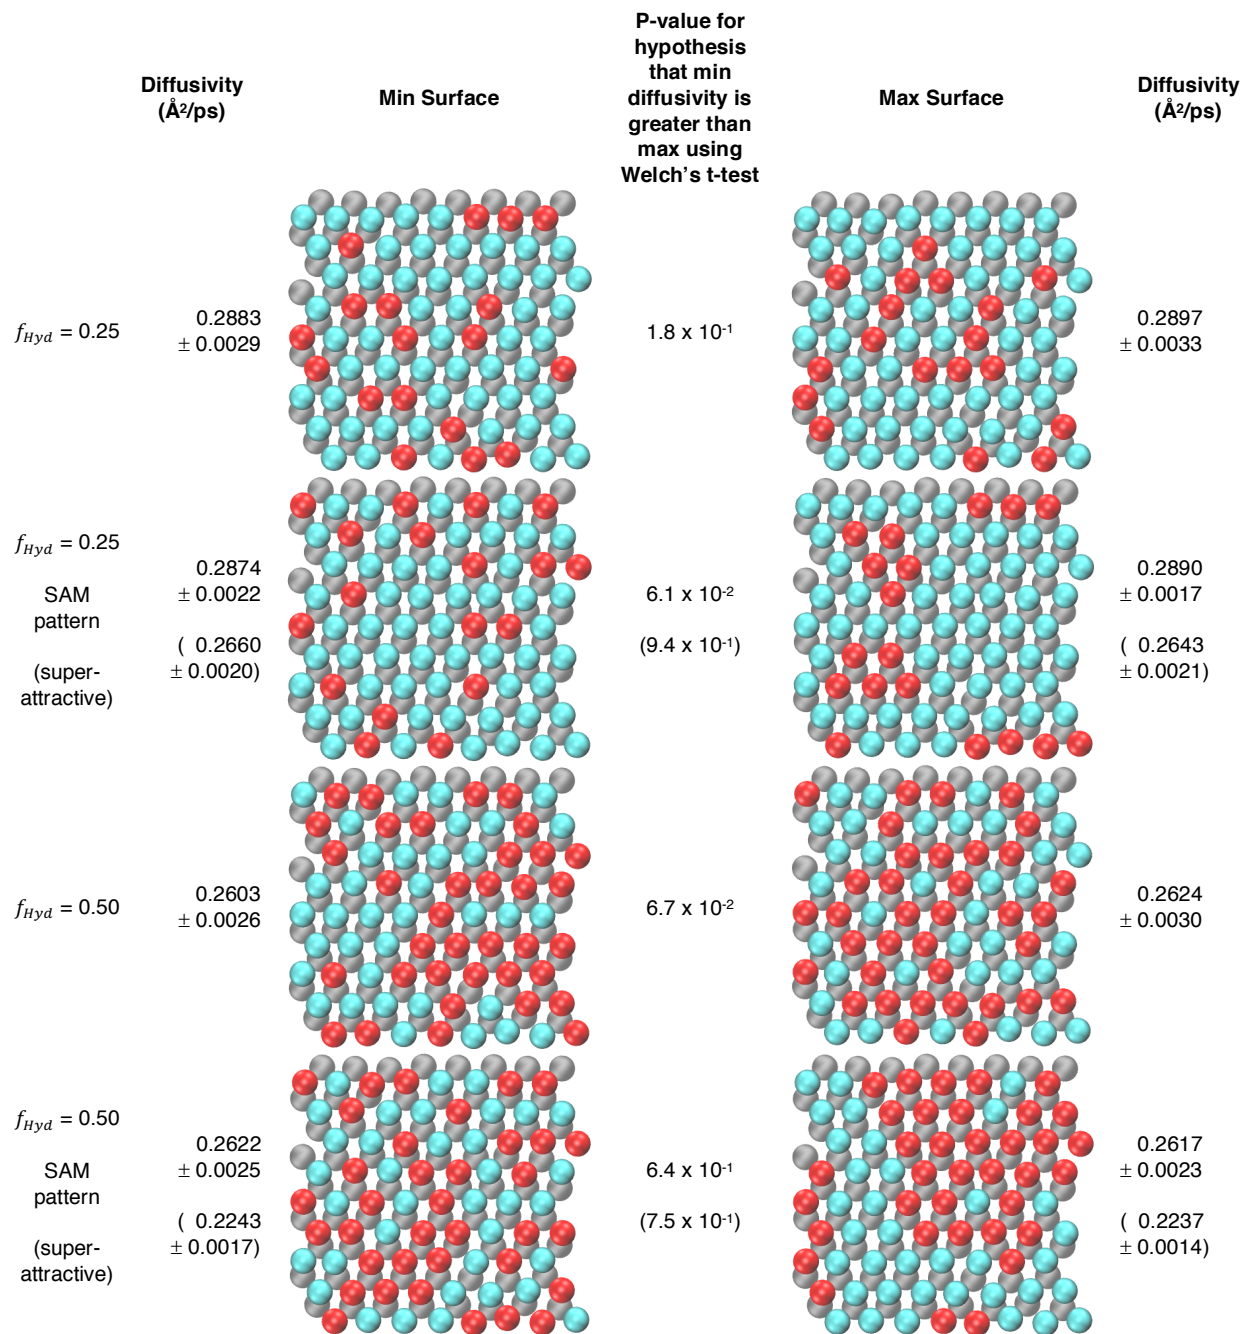 Diffusivity
(Å²/ps)
Min Surface
P-value for
hypothesis
that min
diffusivity is
greater than
max using
Welch's t-test
Max Surface
Diffusivity
(Å²/ps)
f_Hyd = 0.25
0.2883
± 0.0029
1.8 x 10⁻¹
0.2897
± 0.0033
f_Hyd = 0.25
SAM
pattern
(super-
attractive)
0.2874
± 0.0022
( 0.2660
± 0.0020)
6.1 x 10⁻²
(9.4 x 10⁻¹)
0.2890
± 0.0017
( 0.2643
± 0.0021)
f_Hyd = 0.50
0.2603
± 0.0026
6.7 x 10⁻²
0.2624
± 0.0030
f_Hyd = 0.50
SAM
pattern
(super-
attractive)
0.2622
± 0.0025
( 0.2243
± 0.0017)
6.4 x 10⁻¹
(7.5 x 10⁻¹)
0.2617
± 0.0023
( 0.2237
± 0.0014)